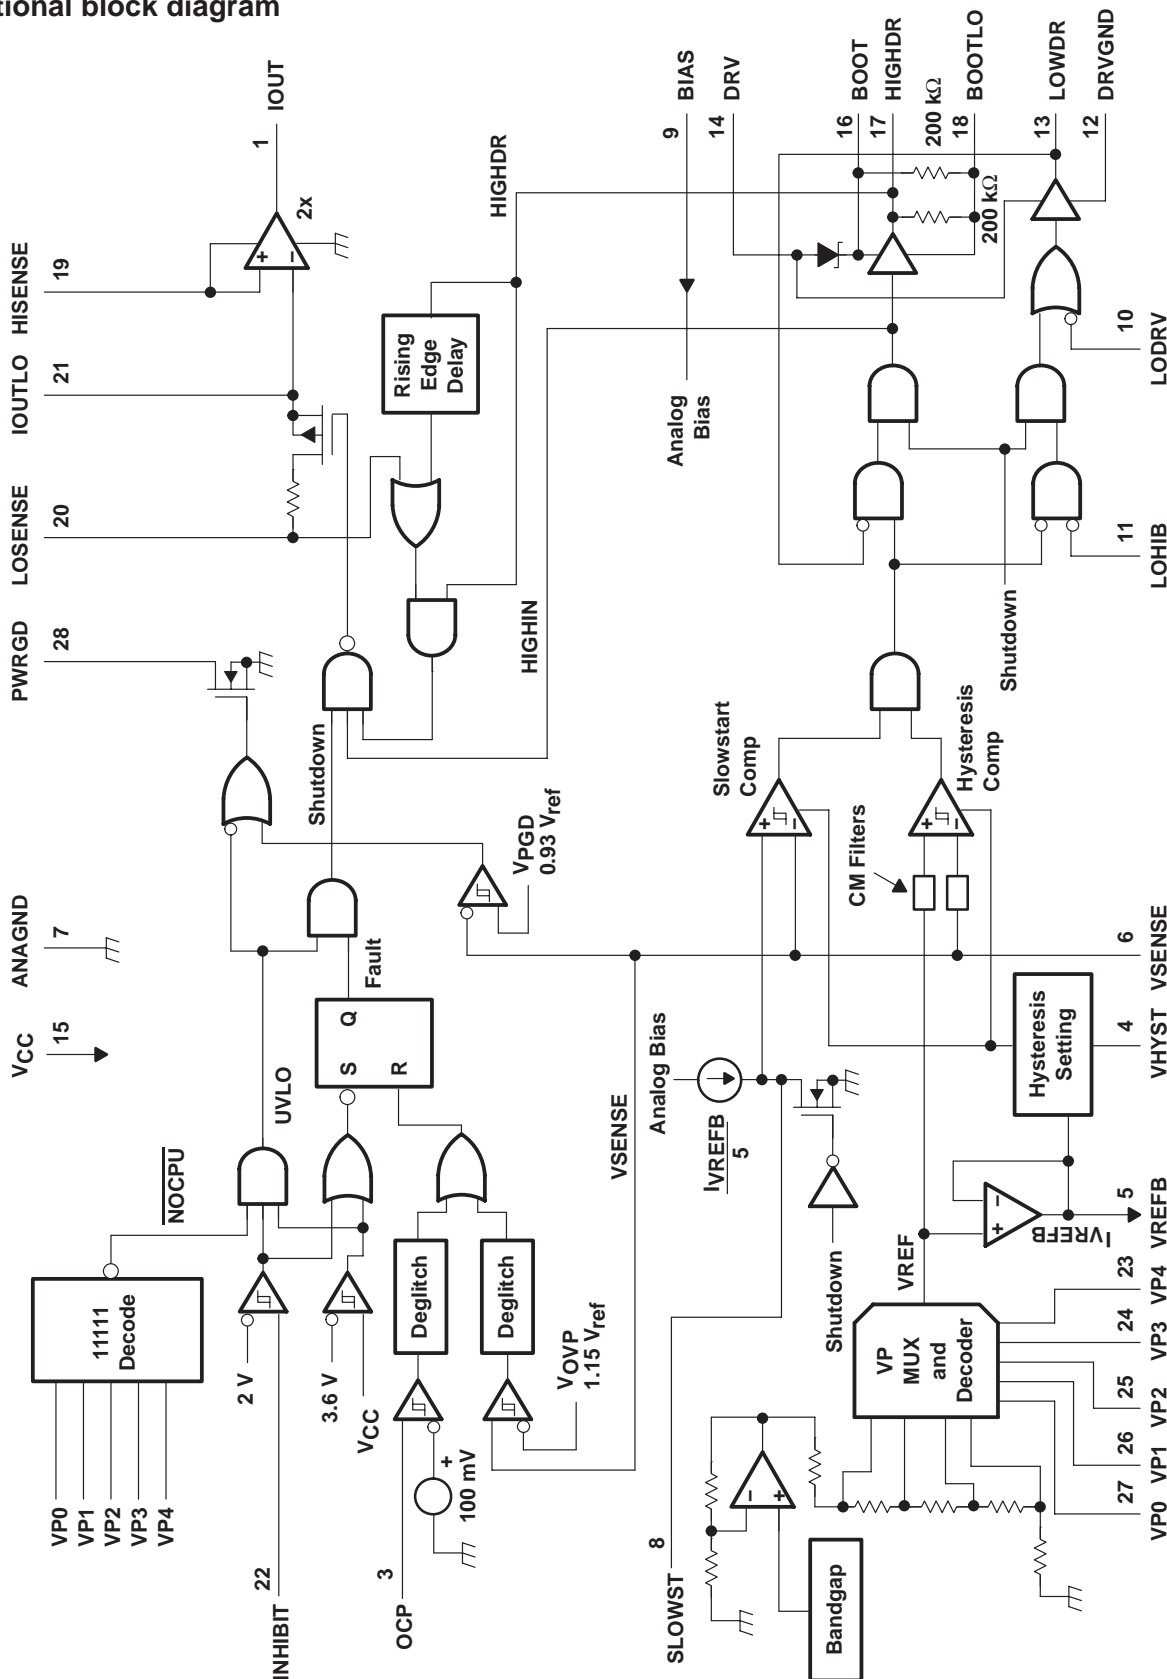 tional block diagram
VCC
15
ANAGND
7
PWRGD
28
LOSENSE
20
IOUTLO
21
HISENSE
19
1
IOUT
2x
+
−
VP0
VP1
VP2
VP3
VP4
11111
Decode
NOCPU
INHIBIT
22
2 V
3.6 V
VCC
UVLO
S
Q
R
Fault
Shutdown
OCP
3
+
100 mV
Deglitch
Deglitch
VOVP
1.15 Vref
VSENSE
VPGD
0.93 Vref
Rising
Edge
Delay
HIGHDR
HIGHIN
SLOWST
8
Bandgap
−
+
VP
MUX
and
Decoder
VREF
Shutdown
Analog Bias
IVREFB
5
+
−
IVREFB
Hysteresis
Setting
CM Filters
Slowstart
Comp
+
−
Hysteresis
Comp
+
−
Shutdown
Analog
Bias
9
BIAS
14
DRV
16
BOOT
17
HIGHDR
200 kΩ
18
BOOTLO
200 kΩ
13
LOWDR
12
DRVGND
27
VP0
26
VP1
25
VP2
24
VP3
23
VP4
5
VREFB
4
VHYST
6
VSENSE
11
LOHIB
10
LODRV